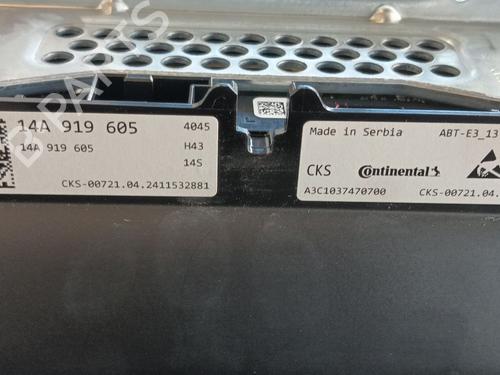 14A 919 605 4045
14A 919 605 H43
14S
CKS-00721.04.2411532881
Made in Serbia ABT-E3_13
CKS Continental
A3C1037470700 CKS-00721.04.
B-PARTS